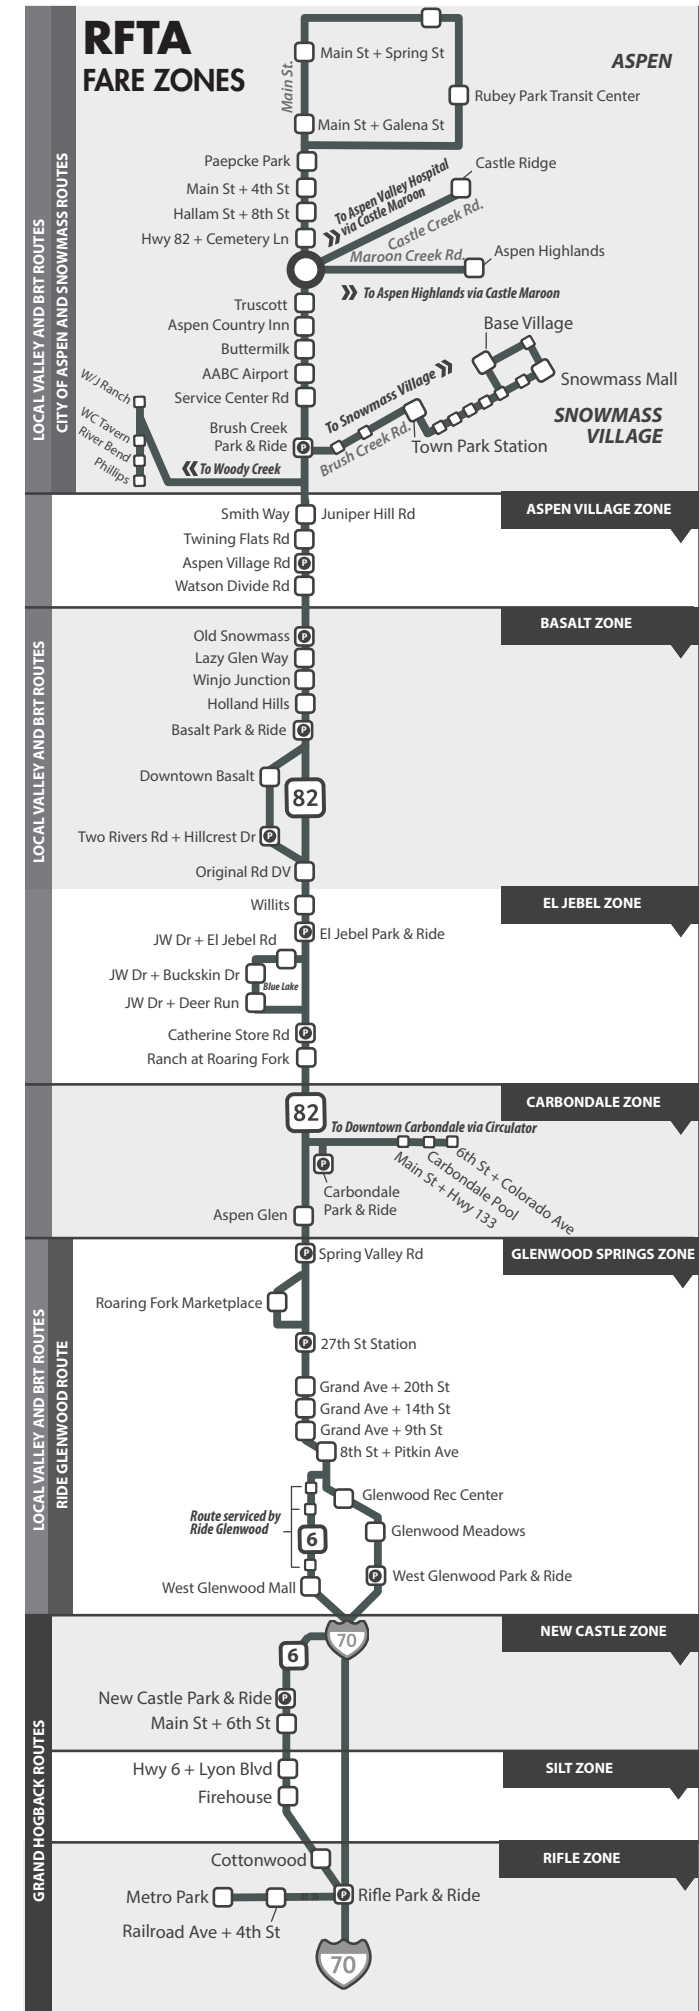 RFTA
FARE ZONES
ASPEN
Main St.
Main St + Spring St
Rubey Park Transit Center
Main St + Galena St
Paepcke Park
Main St + 4th St
Hallam St + 8th St
Hwy 82 + Cemetery Ln
To Aspen Valley Hospital
via Castle Maroon
Castle Ridge
Castle Creek Rd.
Maroon Creek Rd.
Aspen Highlands
To Aspen Highlands via Castle Maroon
LOCAL VALLEY AND BRT ROUTES
CITY OF ASPEN AND SNOWMASS ROUTES
Truscott
Aspen Country Inn
Buttermilk
AABC Airport
Service Center Rd
Brush Creek
Park & Ride
P
Base Village
Snowmass Mall
SNOWMASS
VILLAGE
To Snowmass Village
Brush Creek Rd.
Town Park Station
W/J Ranch
WC Tavern
River Bend
Phillips
To Woody Creek
ASPEN VILLAGE ZONE
Smith Way
Juniper Hill Rd
Twining Flats Rd
Aspen Village Rd
P
Watson Divide Rd
BASALT ZONE
LOCAL VALLEY AND BRT ROUTES
Old Snowmass
P
Lazy Glen Way
Winjo Junction
Holland Hills
Basalt Park & Ride
P
Downtown Basalt
82
Two Rivers Rd + Hillcrest Dr
P
Original Rd DV
EL JEBEL ZONE
Willits
P
El Jebel Park & Ride
JW Dr + El Jebel Rd
JW Dr + Buckskin Dr
Blue Lake
JW Dr + Deer Run
Catherine Store Rd
P
Ranch at Roaring Fork
CARBONDALE ZONE
82
To Downtown Carbondale via Circulator
6th St + Colorado Ave
Carbondale Pool
Main St + Hwy 133
P
Carbondale
Park & Ride
Aspen Glen
GLENWOOD SPRINGS ZONE
LOCAL VALLEY AND BRT ROUTES
RIDE GLENWOOD ROUTE
P
Spring Valley Rd
Roaring Fork Marketplace
P
27th St Station
Grand Ave + 20th St
Grand Ave + 14th St
Grand Ave + 9th St
8th St + Pitkin Ave
Glenwood Rec Center
Route serviced by
Ride Glenwood
6
Glenwood Meadows
P
West Glenwood Park & Ride
West Glenwood Mall
NEW CASTLE ZONE
GRAND HOGBACK ROUTES
70
6
New Castle Park & Ride
P
Main St + 6th St
SILT ZONE
Hwy 6 + Lyon Blvd
Firehouse
RIFLE ZONE
Cottonwood
Metro Park
P
Rifle Park & Ride
Railroad Ave + 4th St
70